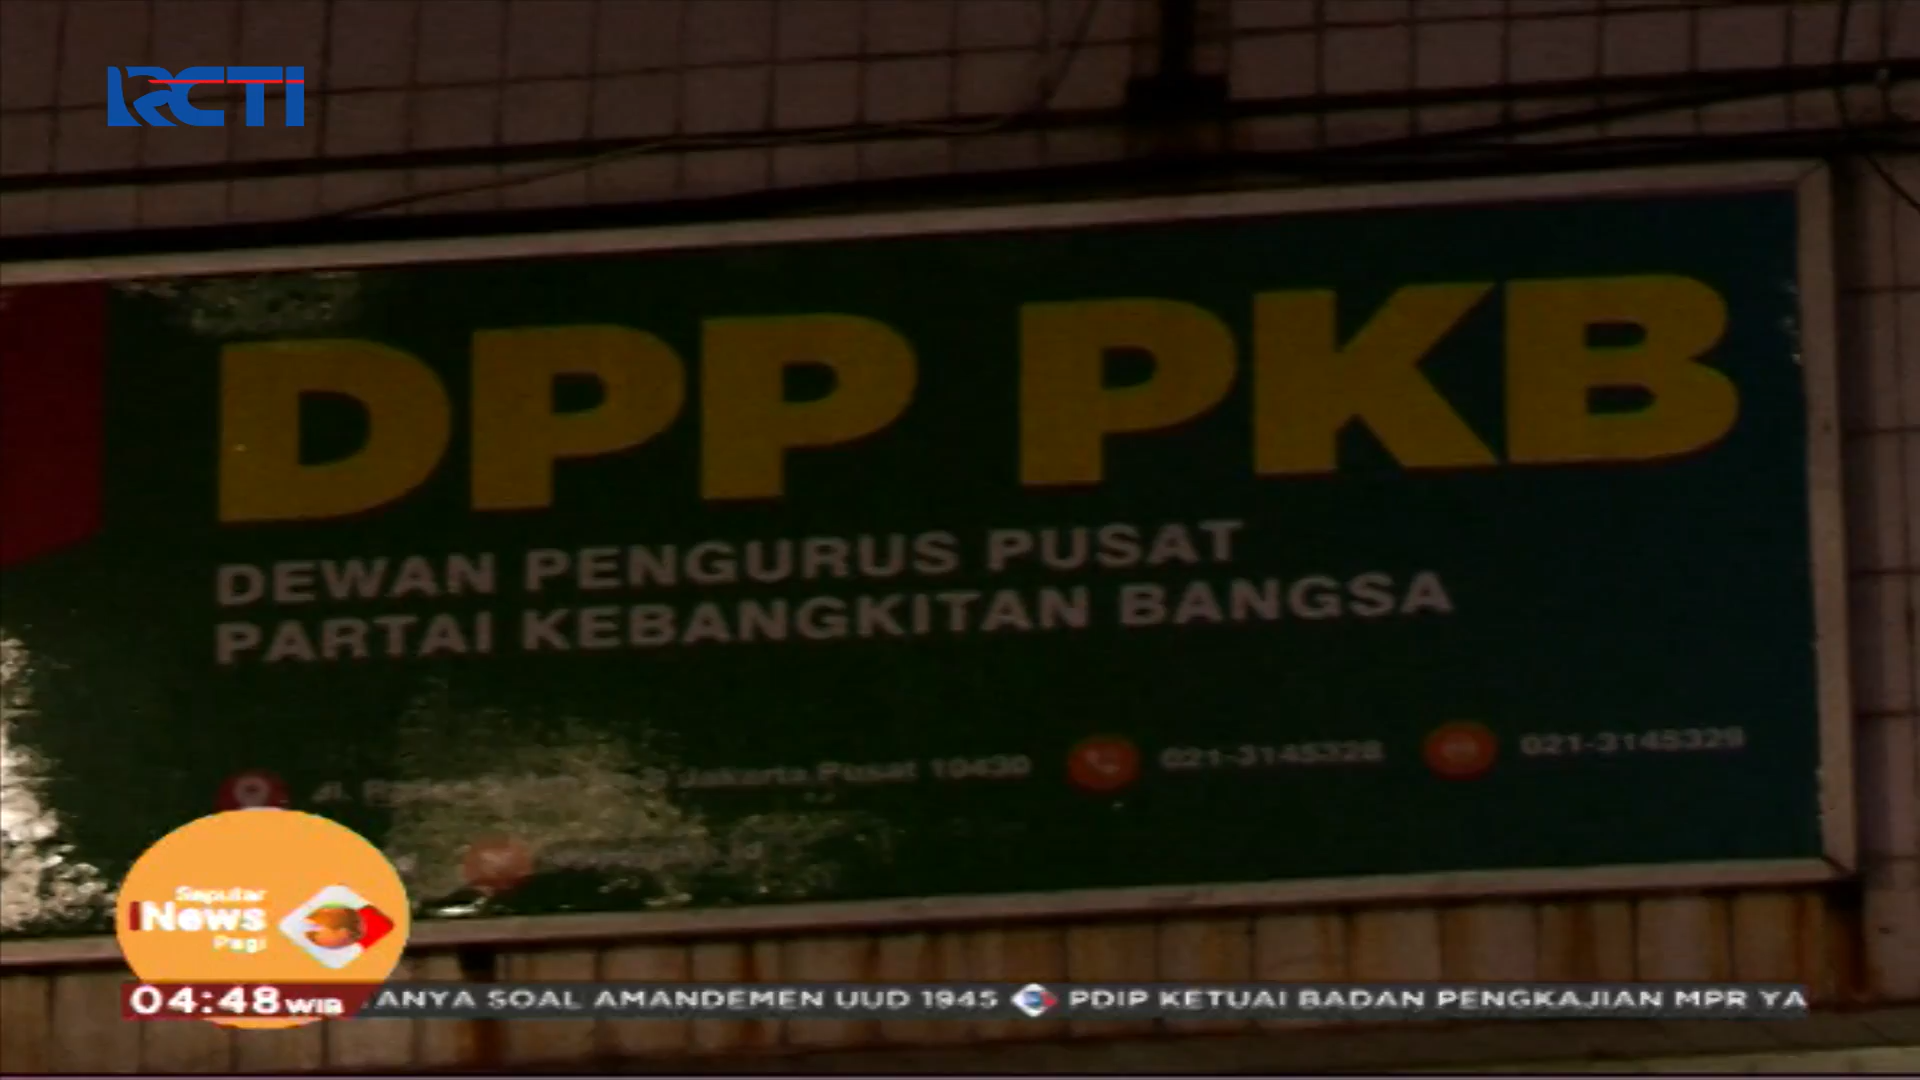 RCTI
DPP PKB
DEWAN PENGURUS PUSAT
PARTAI KEBANGKITAN BANGSA
Jakarta Pusat 10430
021-3145328
021-3145329
Seputar
iNews
Pagi
04:48 WIB
ANYA SOAL AMANDEMEN UUD 1945 PDIP KETUAI BADAN PENGKAJIAN MPR YA